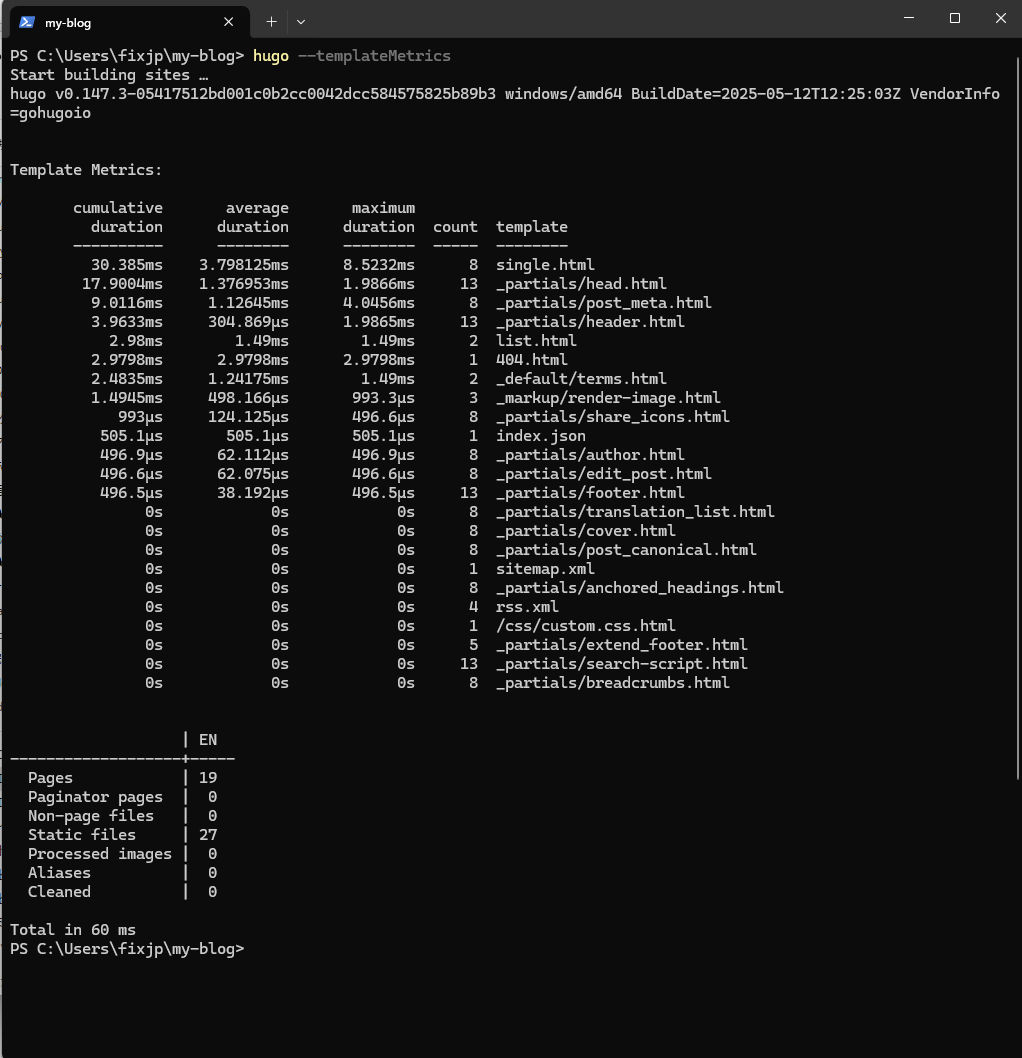 my-blog
PS C:\Users\fixjp\my-blog> hugo --templateMetrics
Start building sites …
hugo v0.147.3-05417512bd001c0b2cc0042dcc584575825b89b3 windows/amd64 BuildDate=2025-05-12T12:25:03Z VendorInfo
=gohugoio
Template Metrics:
cumulative average maximum
duration duration duration count template
---------- -------- -------- ----- --------
30.385ms 3.798125ms 8.5232ms 8 single.html
17.9004ms 1.376953ms 1.9866ms 13 _partials/head.html
9.0116ms 1.12645ms 4.0456ms 8 _partials/post_meta.html
3.9633ms 304.869µs 1.9865ms 13 _partials/header.html
2.98ms 1.49ms 1.49ms 2 list.html
2.9798ms 2.9798ms 2.9798ms 1 404.html
2.4835ms 1.24175ms 1.49ms 2 _default/terms.html
1.4945ms 498.166µs 993.3µs 3 _markup/render-image.html
993µs 124.125µs 496.6µs 8 _partials/share_icons.html
505.1µs 505.1µs 505.1µs 1 index.json
496.9µs 62.112µs 496.9µs 8 _partials/author.html
496.6µs 62.075µs 496.6µs 8 _partials/edit_post.html
496.5µs 38.192µs 496.5µs 13 _partials/footer.html
0s 0s 0s 8 _partials/translation_list.html
0s 0s 0s 8 _partials/cover.html
0s 0s 0s 8 _partials/post_canonical.html
0s 0s 0s 1 sitemap.xml
0s 0s 0s 8 _partials/anchored_headings.html
0s 0s 0s 4 rss.xml
0s 0s 0s 1 /css/custom.css.html
0s 0s 0s 5 _partials/extend_footer.html
0s 0s 0s 13 _partials/search-script.html
0s 0s 0s 8 _partials/breadcrumbs.html
| EN
-------------------+-----
Pages | 19
Paginator pages | 0
Non-page files | 0
Static files | 27
Processed images | 0
Aliases | 0
Cleaned | 0
Total in 60 ms
PS C:\Users\fixjp\my-blog>